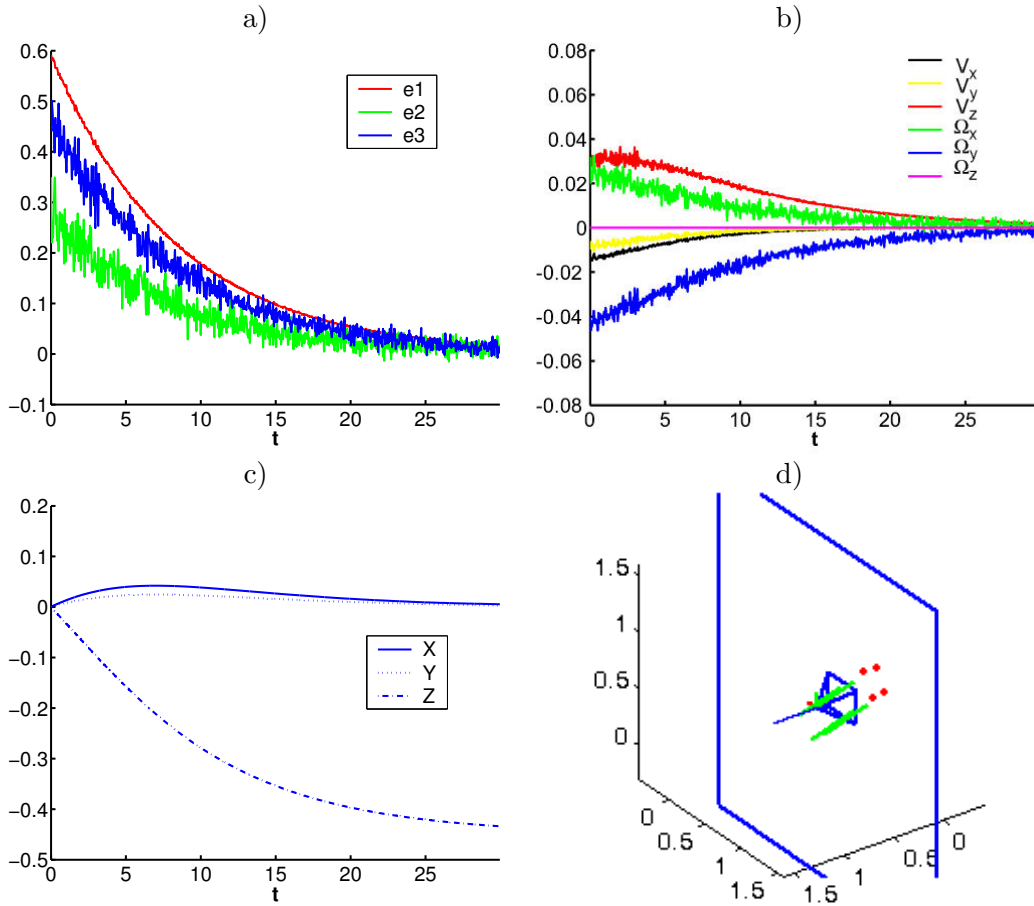 a)
0.6
0.5
0.4
0.3
0.2
0.1
0
−0.1
0 5 10 15 20 25
t
e1
e2
e3
b)
0.08
0.06
0.04
0.02
0
-0.02
-0.04
-0.06
-0.08
0 5 10 15 20 25
t
Vx
Vy
Vz
Ωx
Ωy
Ωz
c)
0.2
0.1
0
−0.1
−0.2
−0.3
−0.4
−0.5
0 5 10 15 20 25
t
X
Y
Z
d)
1.5
1
0.5
0
0
0.5
1
1.5
0
0.5
1
1.5